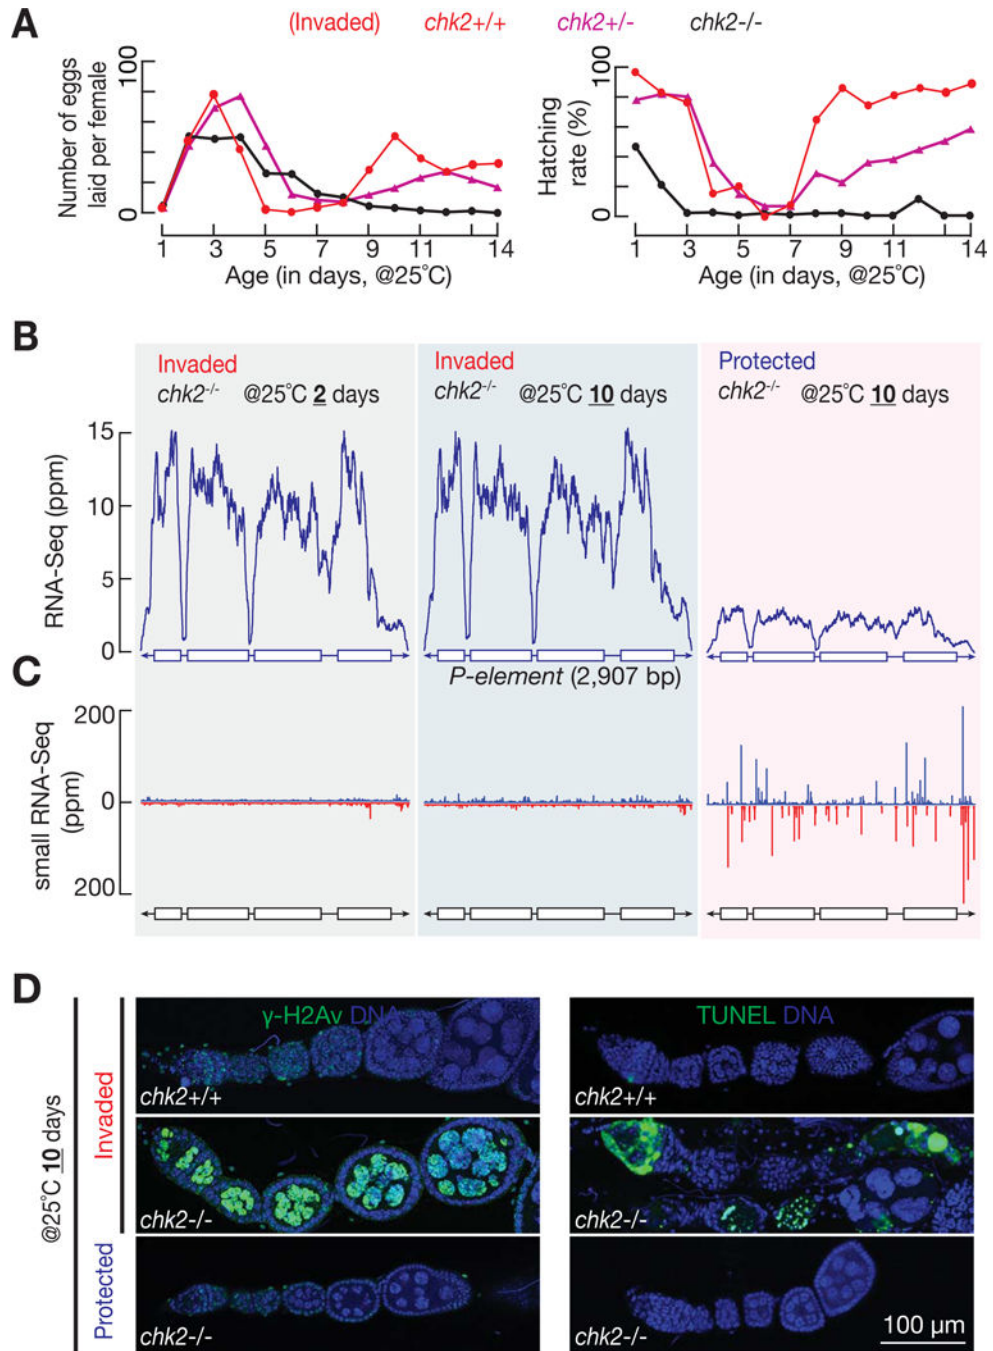 A
(Invaded) chk2+/+ chk2+/- chk2-/-
Number of eggs
laid per female
100
0
1 3 5 7 9 11 14
Age (in days, @25°C)
Hatching
rate (%)
100
0
1 3 5 7 9 11 14
Age (in days, @25°C)
B
Invaded
chk2-/- @25°C 2 days
Invaded
chk2-/- @25°C 10 days
Protected
chk2-/- @25°C 10 days
RNA-Seq (ppm)
15
10
5
0
P-element (2,907 bp)
C
small RNA-Seq
(ppm)
200
0
200
D
@25°C 10 days
Invaded
Protected
γ-H2Av DNA
chk2+/+
chk2-/-
chk2-/-
TUNEL DNA
chk2+/+
chk2-/-
chk2-/-
100 µm